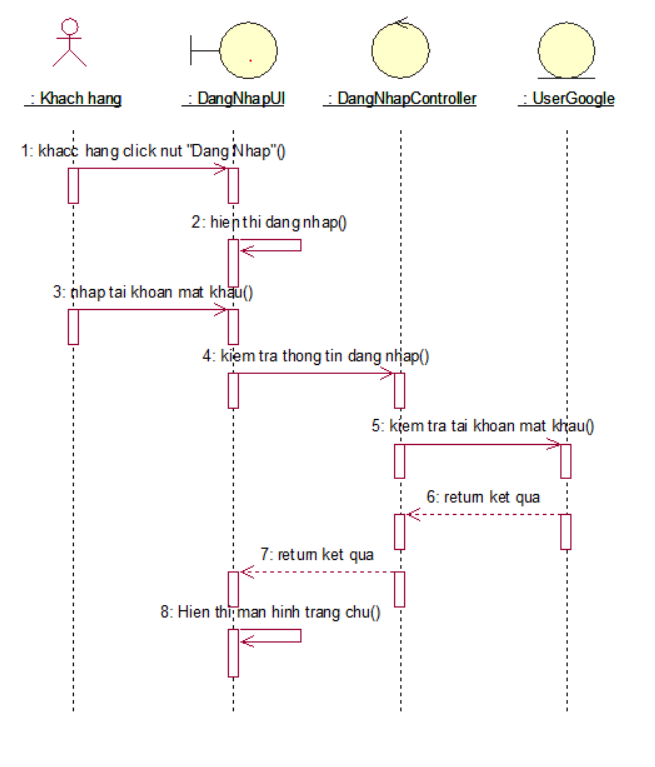 : Khach hang
: DangNhapUI
: DangNhapController
: UserGoogle
1: khacc hang click nut "Dang Nhap"()
2: hien thi dang nhap()
3: nhap tai khoan mat khau()
4: kiem tra thong tin dang nhap()
5: kiem tra tai khoan mat khau()
6: return ket qua
7: return ket qua
8: Hien thi man hinh trang chu()